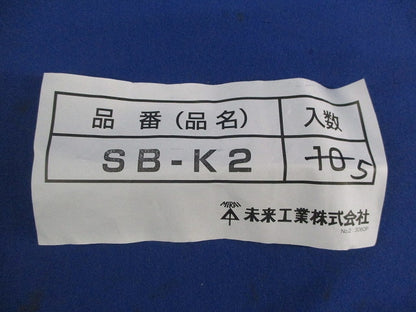 品 番 (品 名) 入数
SB-K2 10 5
MIRAI 未来工業株式会社